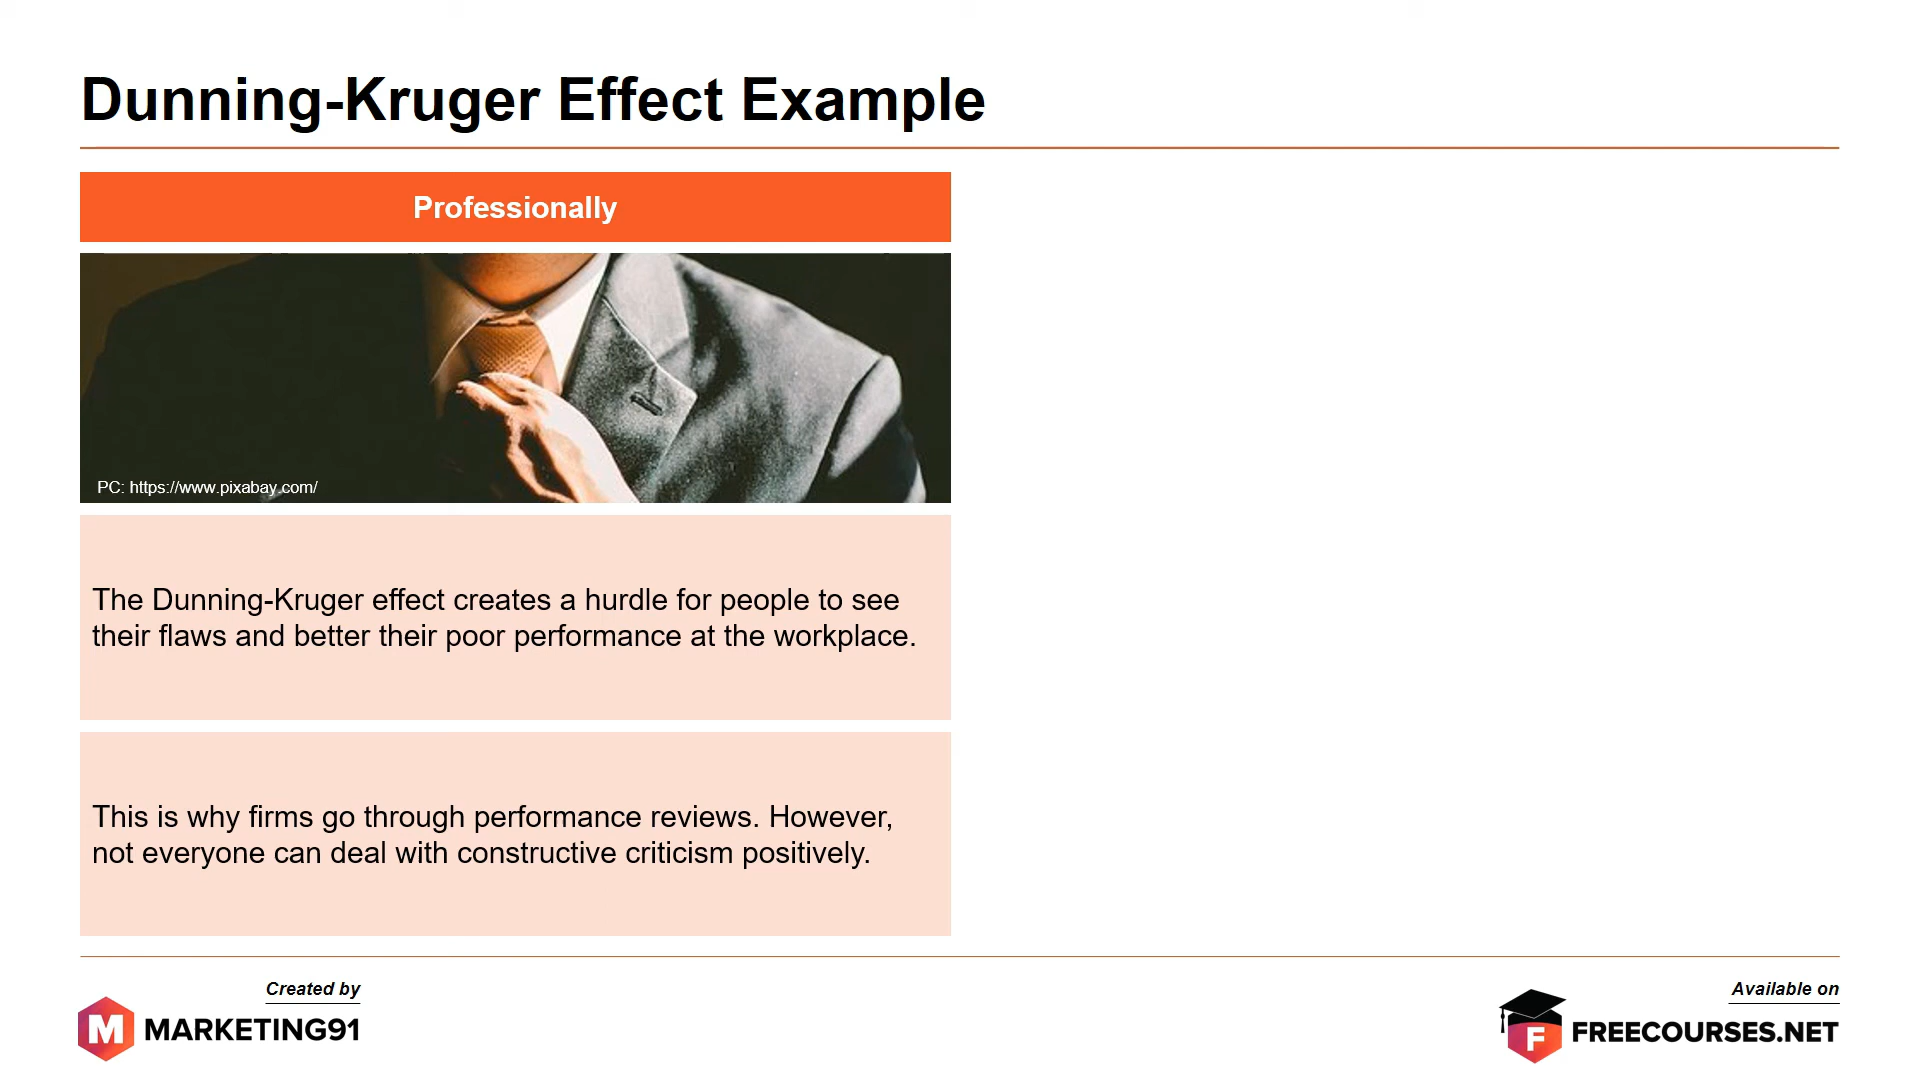 Dunning-Kruger Effect Example
Professionally
PC: https://www.pixabay.com/
The Dunning-Kruger effect creates a hurdle for people to see
their flaws and better their poor performance at the workplace.
This is why firms go through performance reviews. However,
not everyone can deal with constructive criticism positively.
Created by
M MARKETING91
Available on
F FREECOURSES.NET